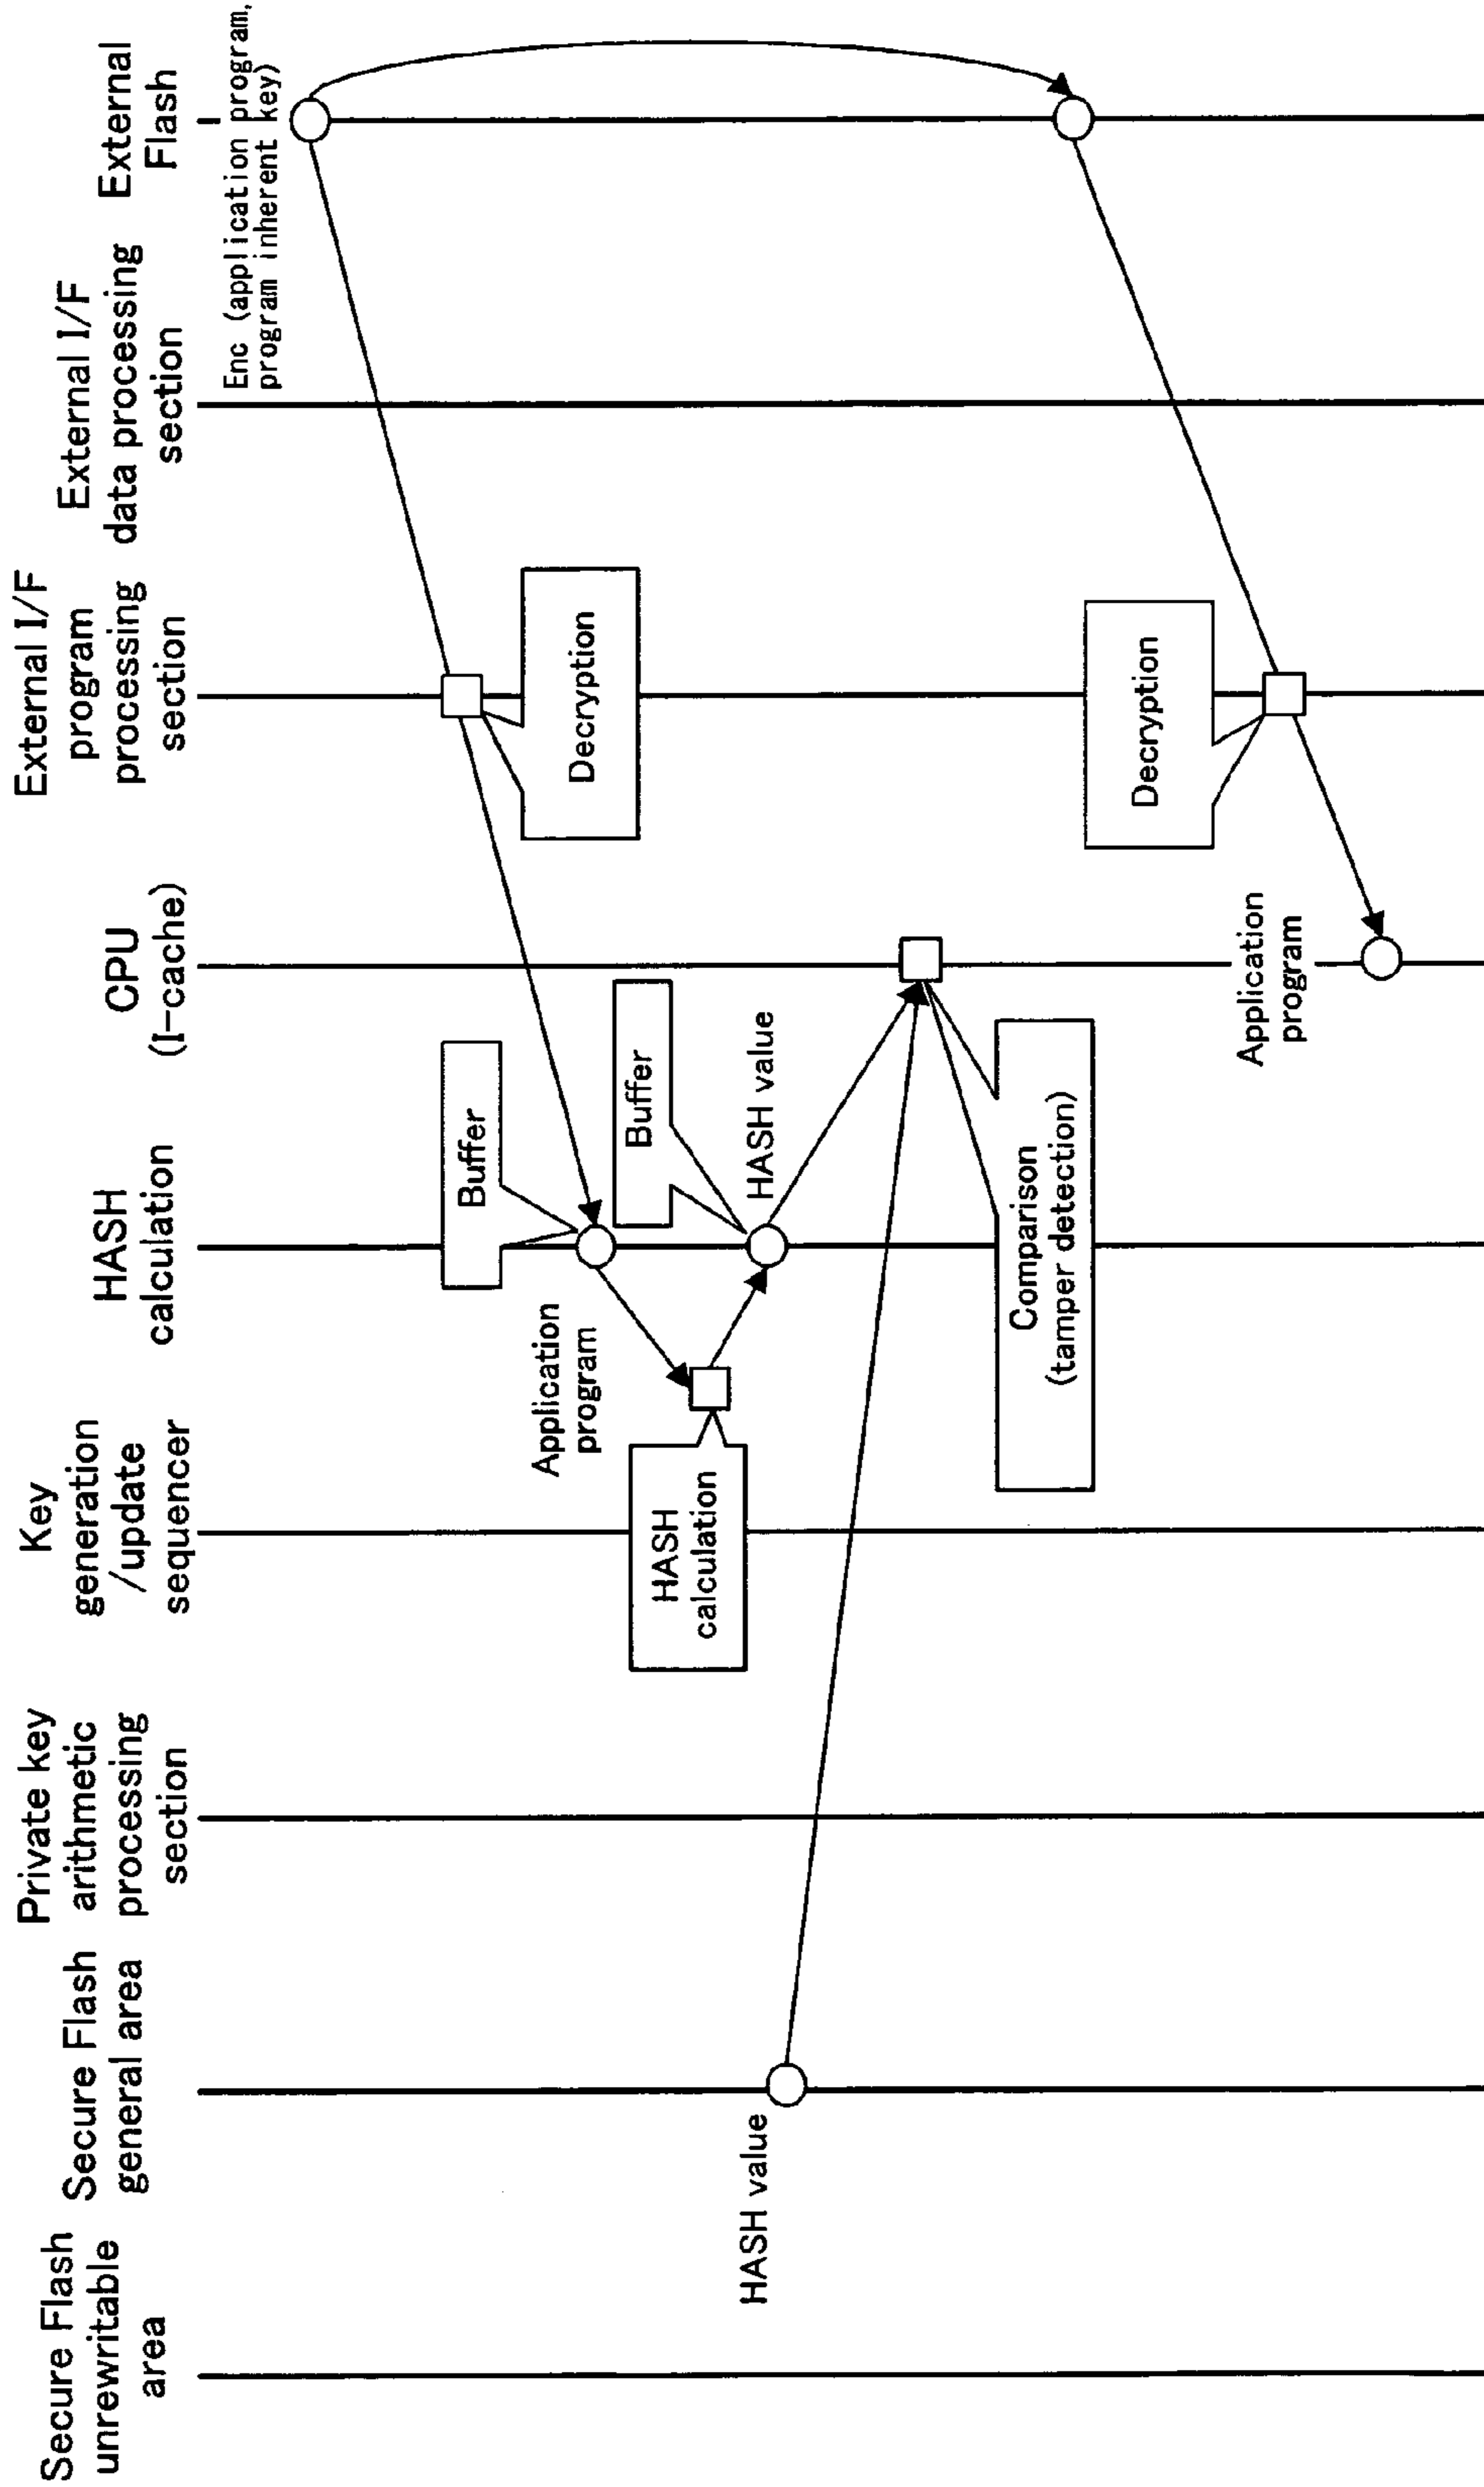 Secure Flash
unrewritable
area
Secure Flash
general area
Private key
arithmetic
processing
section
Key
generation
/update
sequencer
HASH
calculation
CPU
(I-cache)
External I/F
program
processing
section
External I/F
data processing
section
External
Flash
Enc (application program,
program inherent key)
Decryption
Buffer
Application
program
Buffer
HASH
calculation
HASH value
HASH value
Comparison
(tamper detection)
Decryption
Application
program